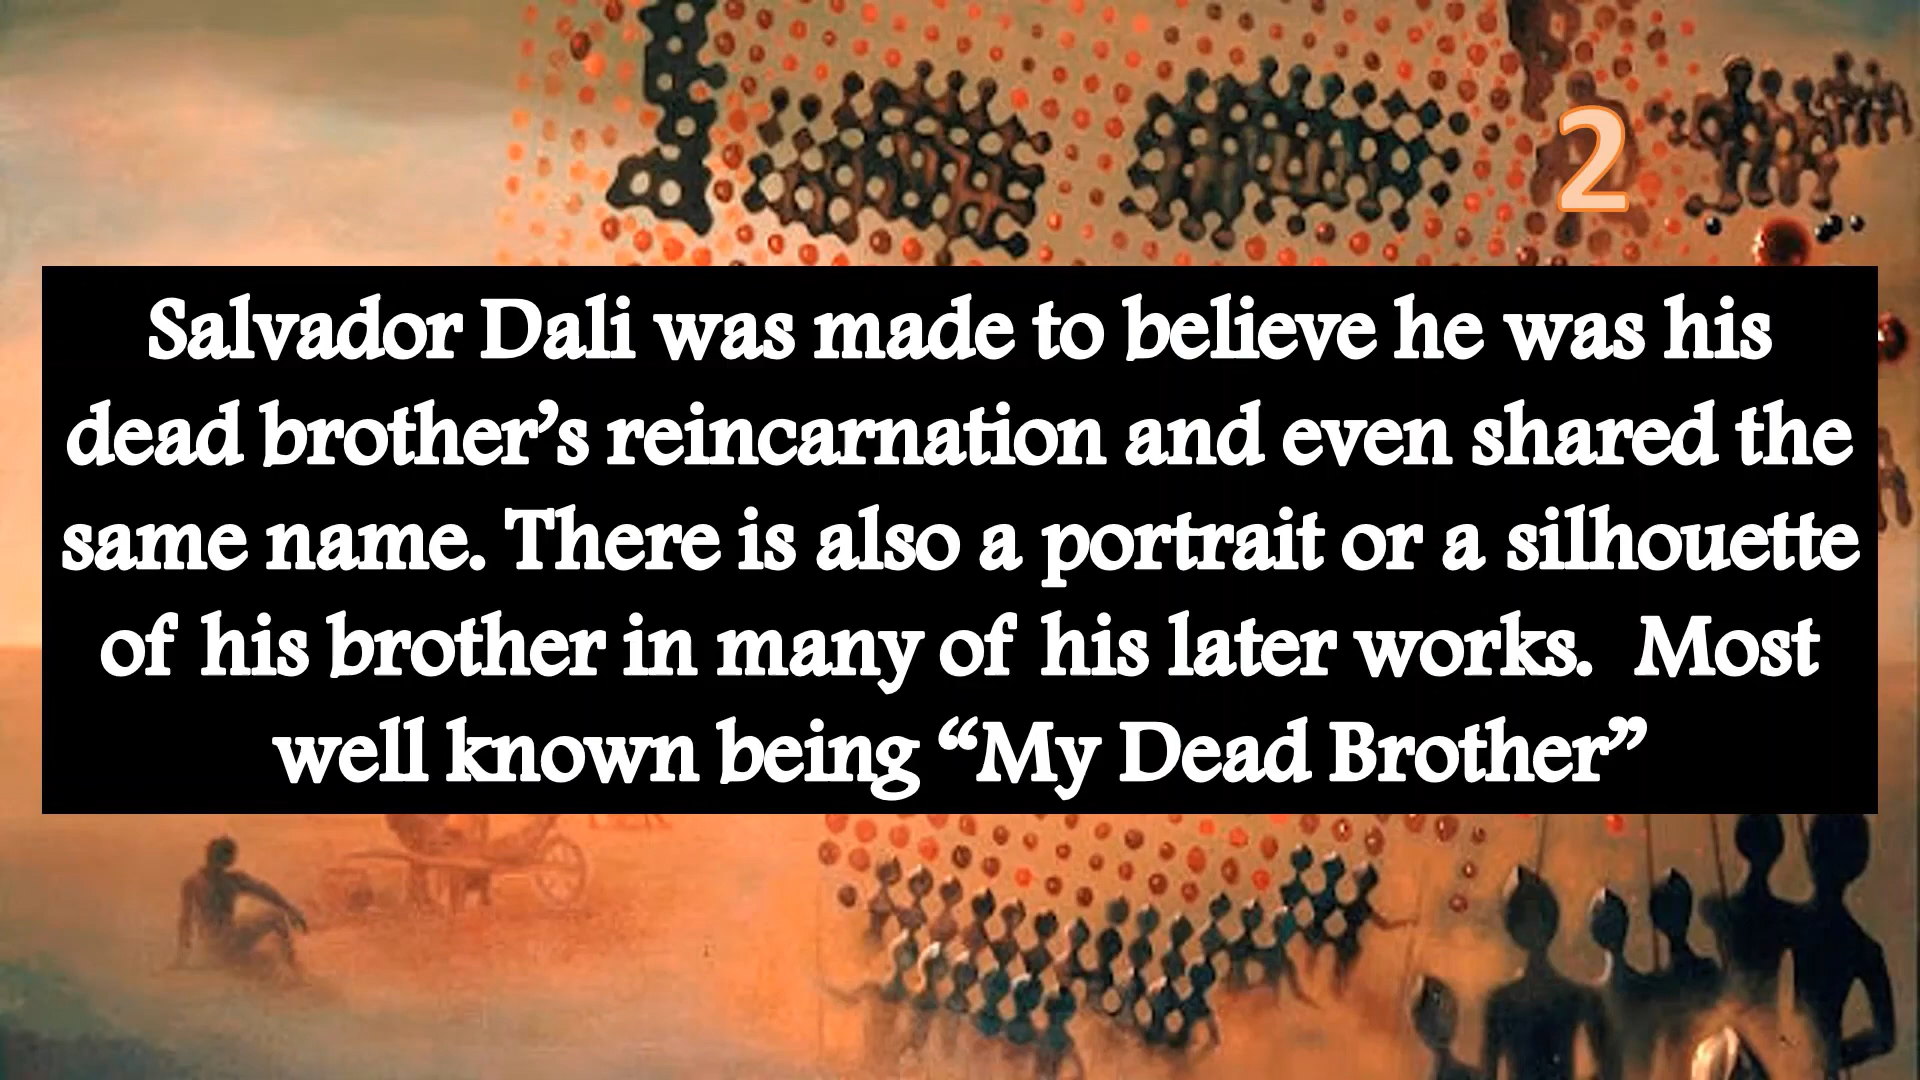 2
Salvador Dali was made to believe he was his
dead brother’s reincarnation and even shared the
same name. There is also a portrait or a silhouette
of his brother in many of his later works.  Most
well known being “My Dead Brother”